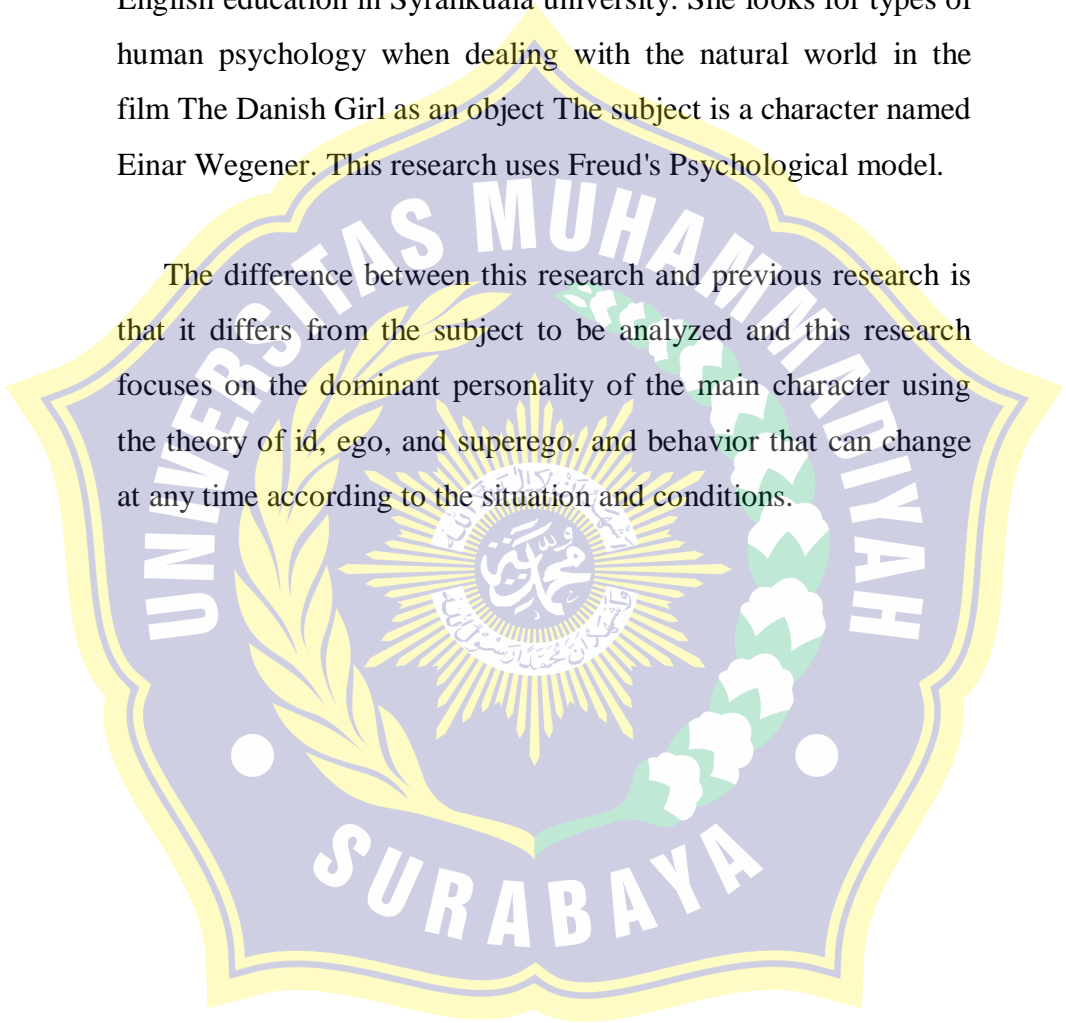 English education in Syiahkuala university. She looks for types of
human psychology when dealing with the natural world in the
film The Danish Girl as an object The subject is a character named
Einar Wegener. This research uses Freud's Psychological model.
The difference between this research and previous research is
that it differs from the subject to be analyzed and this research
focuses on the dominant personality of the main character using
the theory of id, ego, and superego. and behavior that can change
at any time according to the situation and conditions.
UNIVERSITAS MUHAMMADIYAH
SURABAYA